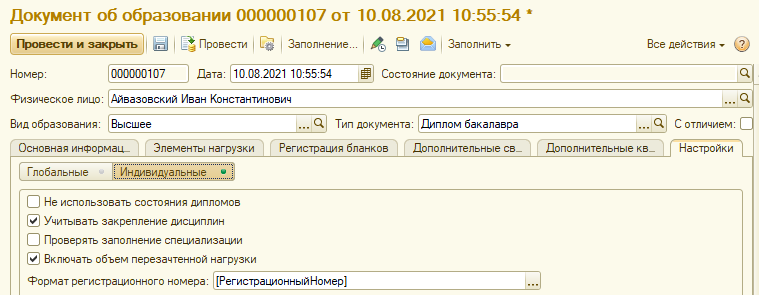 Документ об образовании 000000107 от 10.08.2021 10:55:54 *
Провести и закрыть Провести Заполнение... Заполнить Все действия ?
Номер: 000000107 Дата: 10.08.2021 10:55:54 Состояние документа:
Физическое лицо: Айвазовский Иван Константинович ...
Вид образования: Высшее ... Тип документа: Диплом бакалавра ... С отличием:
Основная информац... Элементы нагрузки Регистрация бланков Дополнительные св... Дополнительные кв... Настройки
Глобальные Индивидуальные
Не использовать состояния дипломов
Учитывать закрепление дисциплин
Проверять заполнение специализации
Включать объем перезачтенной нагрузки
Формат регистрационного номера: [РегистрационныйНомер] ...